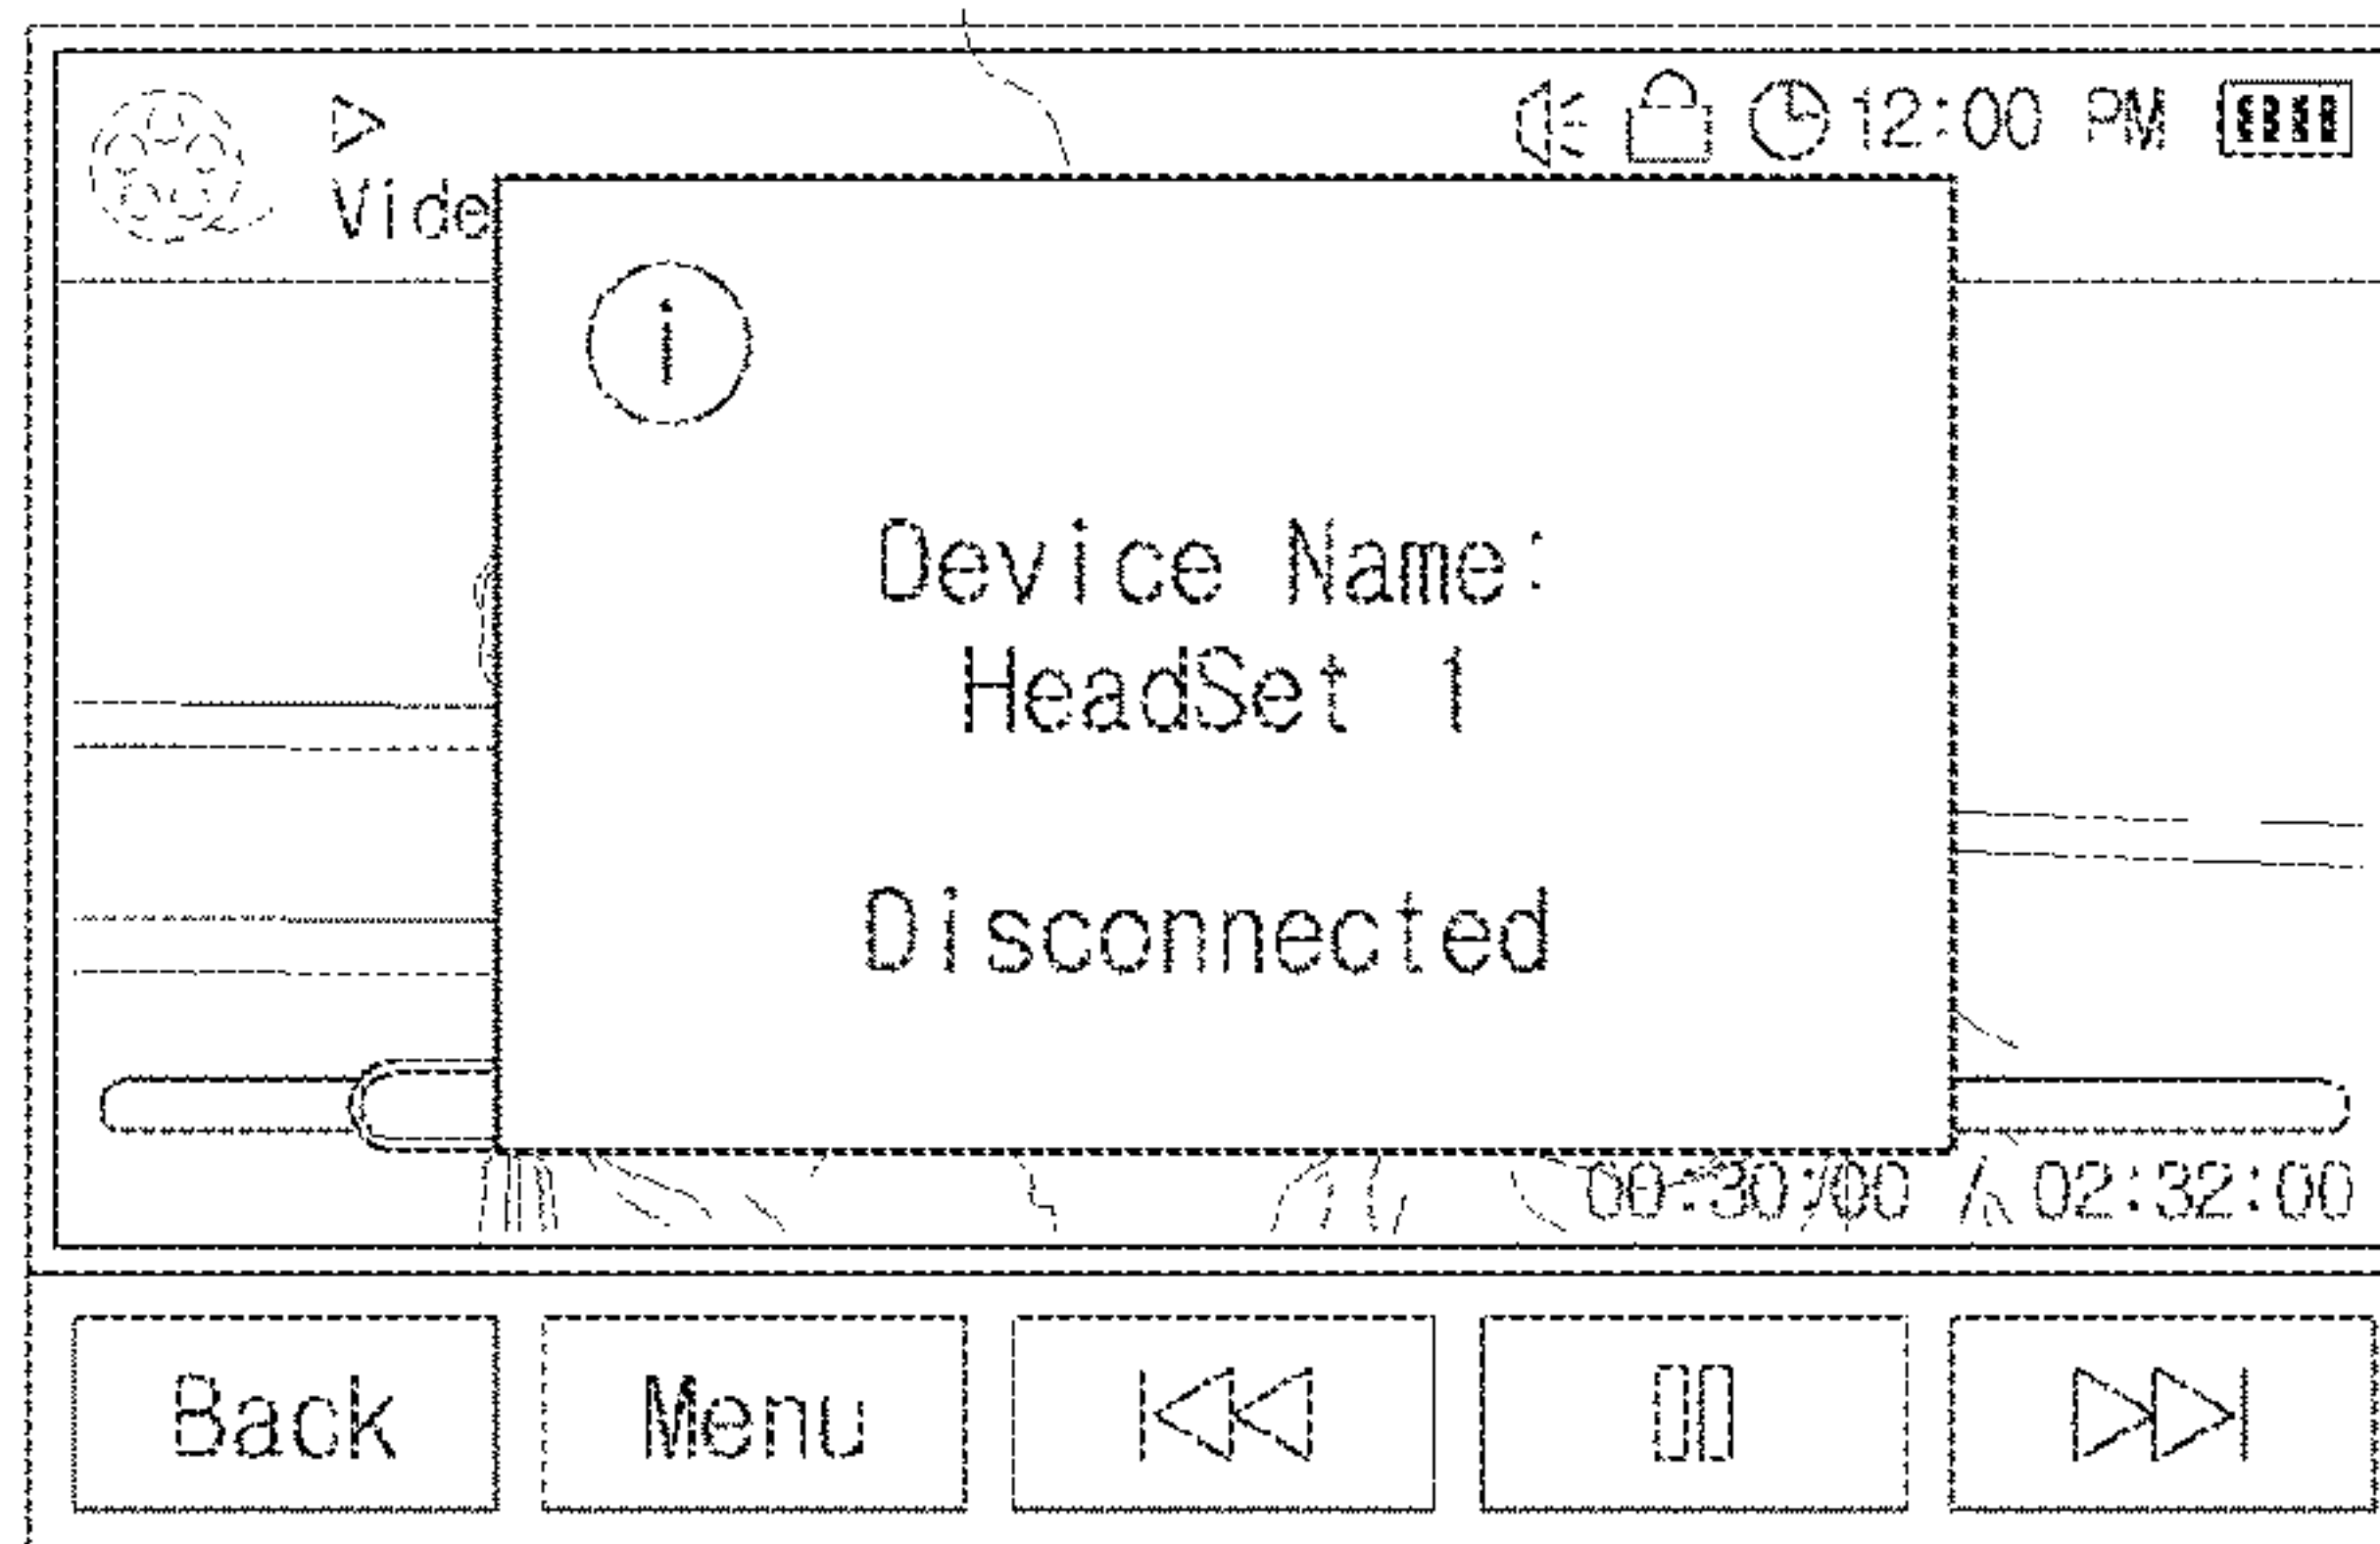 12:00 PM
Vide
i
Device Name:
HeadSet 1
Disconnected
00:30:00 / 02:32:00
Back
Menu